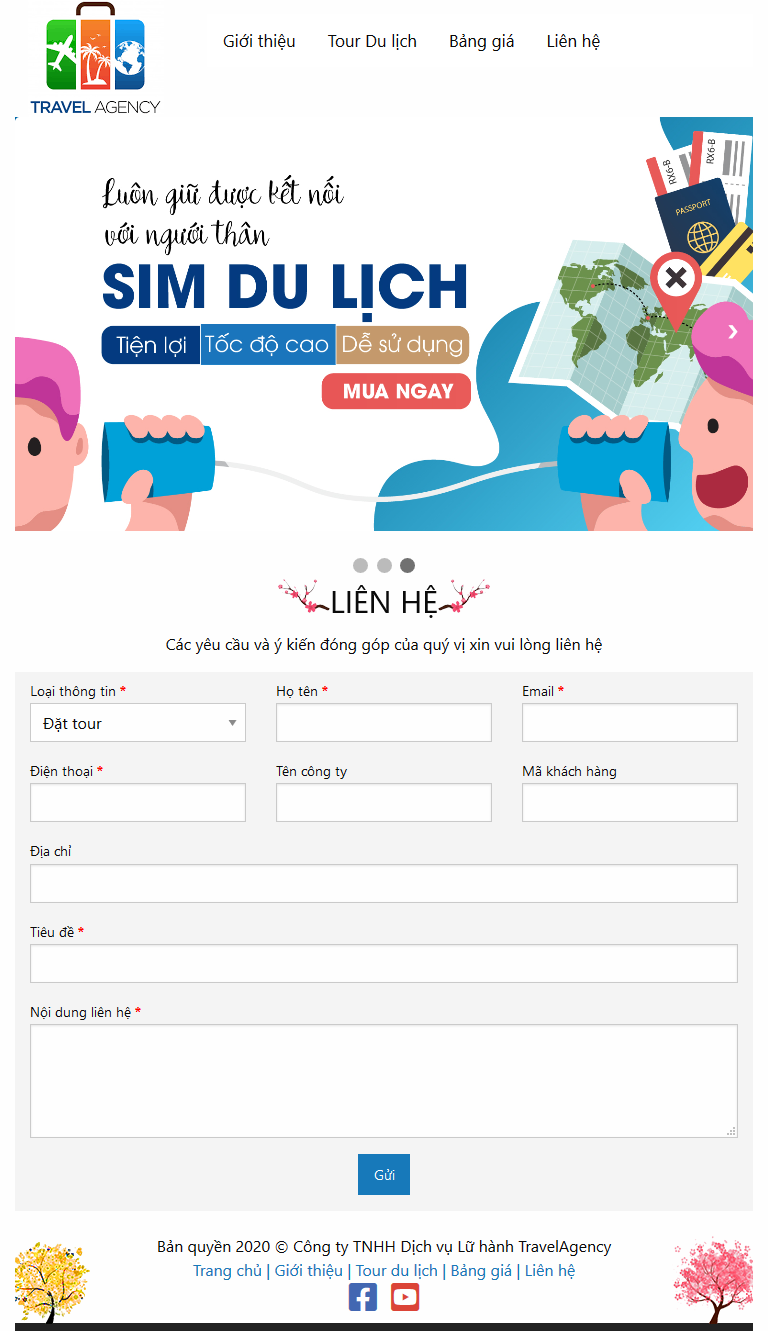 Giới thiệu Tour Du lịch Bảng giá Liên hệ
TRAVEL AGENCY
Luôn giữ được kết nối
với người thân
SIM DU LỊCH
Tiện lợi Tốc độ cao Dễ sử dụng
MUA NGAY
RX6-B
RX6-B
PASSPORT
LIÊN HỆ
Các yêu cầu và ý kiến đóng góp của quý vị xin vui lòng liên hệ
Loại thông tin * Họ tên * Email *
Đặt tour
Điện thoại * Tên công ty Mã khách hàng
Địa chỉ
Tiêu đề *
Nội dung liên hệ *
Gửi
Bản quyền 2020 © Công ty TNHH Dịch vụ Lữ hành TravelAgency
Trang chủ | Giới thiệu | Tour du lịch | Bảng giá | Liên hệ